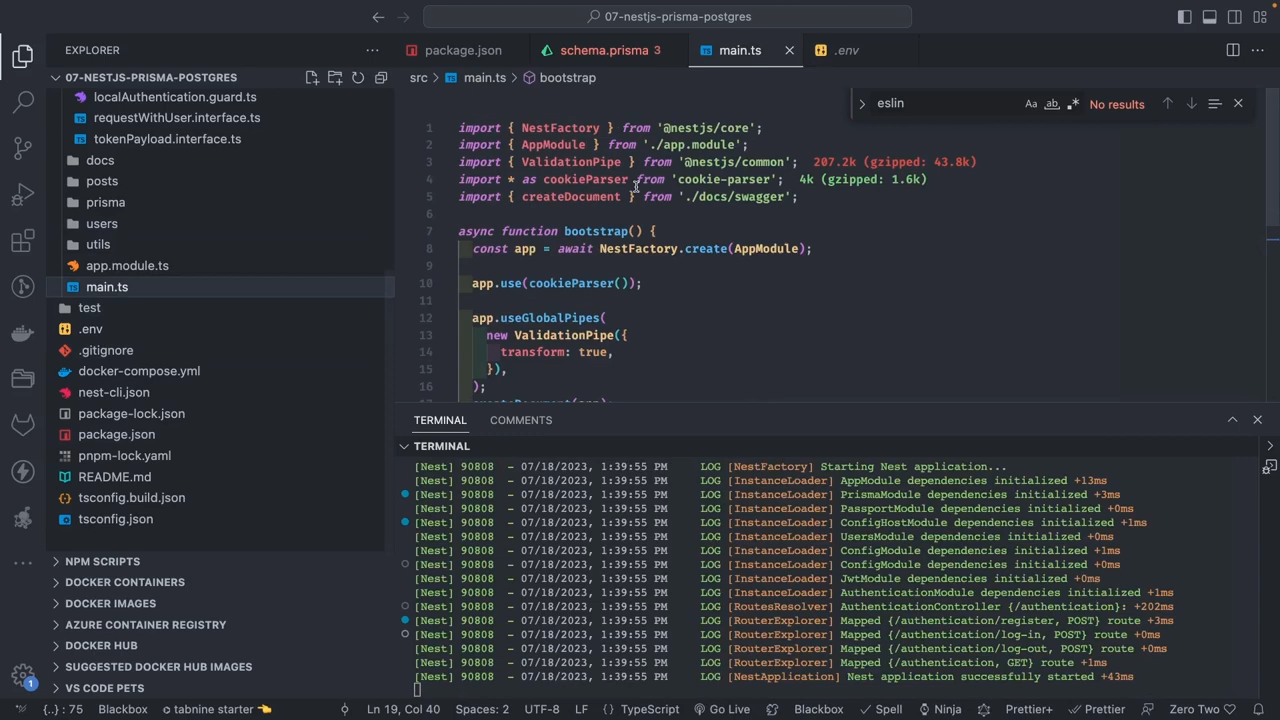 07-nestjs-prisma-postgres
EXPLORER
package.json
schema.prisma 3
main.ts
.env
07-NESTJS-PRISMA-POSTGRES
src > main.ts > bootstrap
localAuthentication.guard.ts
requestWithUser.interface.ts
tokenPayload.interface.ts
docs
posts
prisma
users
utils
app.module.ts
main.ts
test
.env
.gitignore
docker-compose.yml
nest-cli.json
package-lock.json
package.json
pnpm-lock.yaml
README.md
tsconfig.build.json
tsconfig.json
NPM SCRIPTS
DOCKER CONTAINERS
DOCKER IMAGES
AZURE CONTAINER REGISTRY
DOCKER HUB
SUGGESTED DOCKER HUB IMAGES
VS CODE PETS
eslin
Aa ab No results
1 import { NestFactory } from '@nestjs/core';
2 import { AppModule } from './app.module';
3 import { ValidationPipe } from '@nestjs/common'; 207.2k (gzipped: 43.8k)
4 import * as cookieParser from 'cookie-parser'; 4k (gzipped: 1.6k)
5 import { createDocument } from './docs/swagger';
6
7 async function bootstrap() {
8 const app = await NestFactory.create(AppModule);
9
10 app.use(cookieParser());
11
12 app.useGlobalPipes(
13 new ValidationPipe({
14 transform: true,
15 }),
16 );
TERMINAL COMMENTS
TERMINAL
[Nest] 90808 - 07/18/2023, 1:39:55 PM LOG [NestFactory] Starting Nest application...
[Nest] 90808 - 07/18/2023, 1:39:55 PM LOG [InstanceLoader] AppModule dependencies initialized +13ms
[Nest] 90808 - 07/18/2023, 1:39:55 PM LOG [InstanceLoader] PrismaModule dependencies initialized +3ms
[Nest] 90808 - 07/18/2023, 1:39:55 PM LOG [InstanceLoader] PassportModule dependencies initialized +0ms
[Nest] 90808 - 07/18/2023, 1:39:55 PM LOG [InstanceLoader] ConfigHostModule dependencies initialized +1ms
[Nest] 90808 - 07/18/2023, 1:39:55 PM LOG [InstanceLoader] UsersModule dependencies initialized +0ms
[Nest] 90808 - 07/18/2023, 1:39:55 PM LOG [InstanceLoader] ConfigModule dependencies initialized +1ms
[Nest] 90808 - 07/18/2023, 1:39:55 PM LOG [InstanceLoader] ConfigModule dependencies initialized +0ms
[Nest] 90808 - 07/18/2023, 1:39:55 PM LOG [InstanceLoader] JwtModule dependencies initialized +0ms
[Nest] 90808 - 07/18/2023, 1:39:55 PM LOG [InstanceLoader] AuthenticationModule dependencies initialized +1ms
[Nest] 90808 - 07/18/2023, 1:39:55 PM LOG [RoutesResolver] AuthenticationController {/authentication}: +202ms
[Nest] 90808 - 07/18/2023, 1:39:55 PM LOG [RouterExplorer] Mapped {/authentication/register, POST} route +3ms
[Nest] 90808 - 07/18/2023, 1:39:55 PM LOG [RouterExplorer] Mapped {/authentication/log-in, POST} route +0ms
[Nest] 90808 - 07/18/2023, 1:39:55 PM LOG [RouterExplorer] Mapped {/authentication/log-out, POST} route +0ms
[Nest] 90808 - 07/18/2023, 1:39:55 PM LOG [RouterExplorer] Mapped {/authentication, GET} route +1ms
[Nest] 90808 - 07/18/2023, 1:39:55 PM LOG [NestApplication] Nest application successfully started +43ms
1
{..} : 75 Blackbox tabnine starter Ln 19, Col 40 Spaces: 2 UTF-8 LF {} TypeScript Go Live Blackbox Spell Ninja Prettier+ Prettier Zero Two